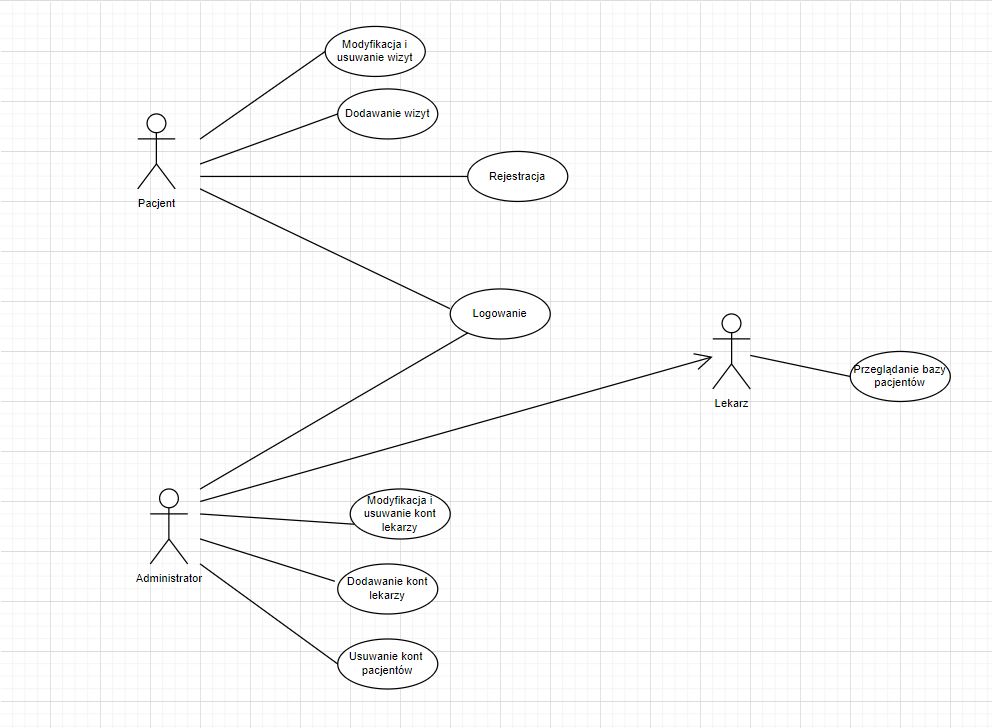 Modyfikacja i
usuwanie wizyt
Dodawanie wizyt
Rejestracja
Pacjent
Logowanie
Przeglądanie bazy
pacjentów
Lekarz
Modyfikacja i
usuwanie kont
lekarzy
Administrator
Dodawanie kont
lekarzy
Usuwanie kont
pacjentów